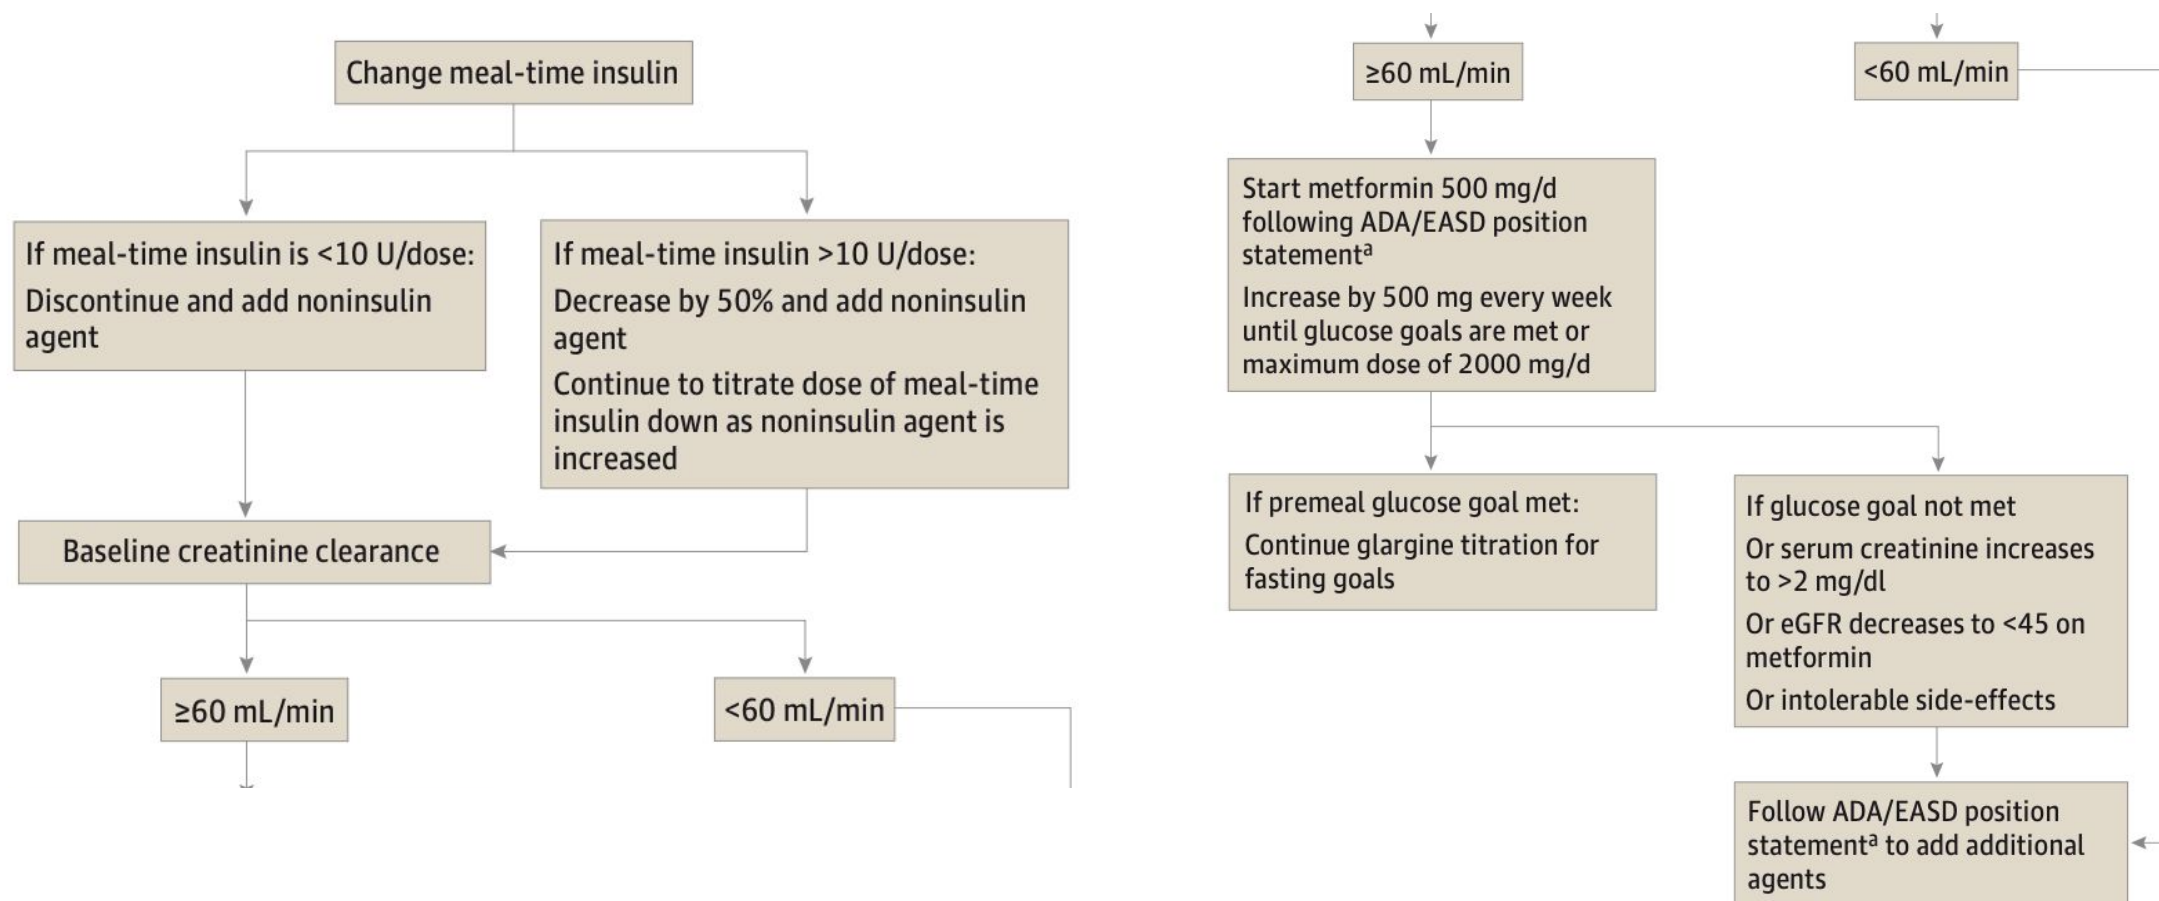 Change meal-time insulin
If meal-time insulin is <10 U/dose:
Discontinue and add noninsulin
agent
If meal-time insulin >10 U/dose:
Decrease by 50% and add noninsulin
agent
Continue to titrate dose of meal-time
insulin down as noninsulin agent is
increased
Baseline creatinine clearance
≥60 mL/min
<60 mL/min
≥60 mL/min
<60 mL/min
Start metformin 500 mg/d
following ADA/EASD position
statementᵃ
Increase by 500 mg every week
until glucose goals are met or
maximum dose of 2000 mg/d
If premeal glucose goal met:
Continue glargine titration for
fasting goals
If glucose goal not met
Or serum creatinine increases
to >2 mg/dl
Or eGFR decreases to <45 on
metformin
Or intolerable side-effects
Follow ADA/EASD position
statementᵃ to add additional
agents